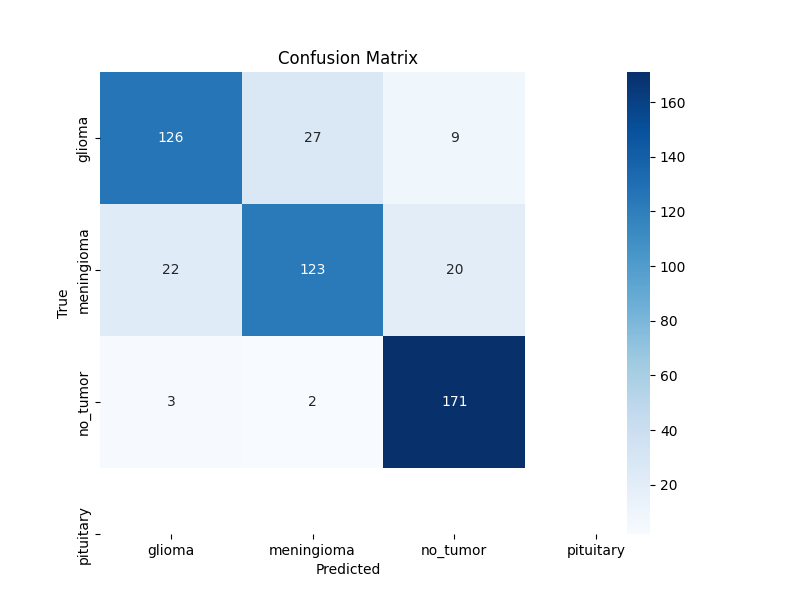 Confusion Matrix
glioma
126
27
9
meningioma
22
123
20
no_tumor
3
2
171
pituitary
True
glioma
meningioma
no_tumor
pituitary
Predicted
160
140
120
100
80
60
40
20